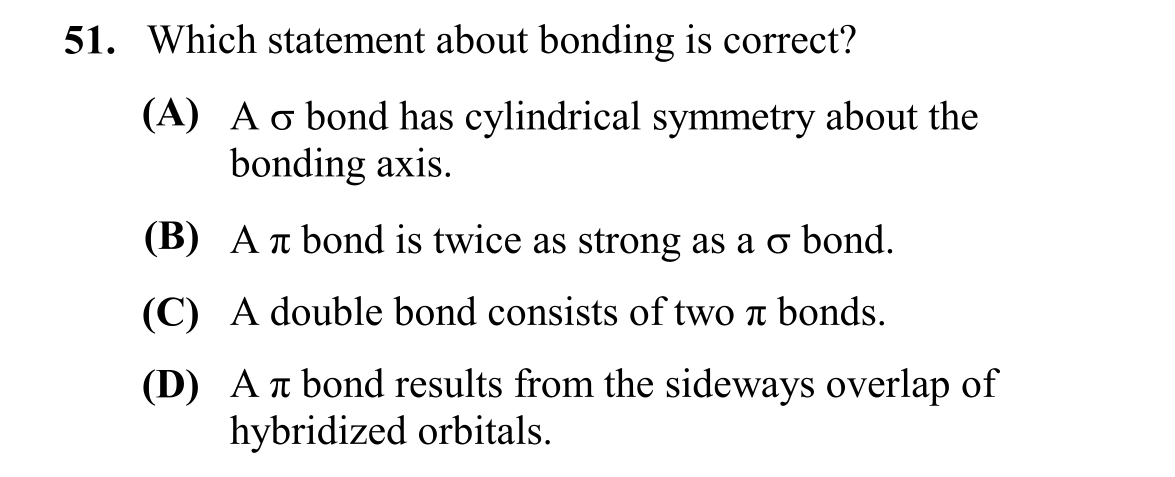 51. Which statement about bonding is correct?
(A) A σ bond has cylindrical symmetry about the
bonding axis.
(B) A π bond is twice as strong as a σ bond.
(C) A double bond consists of two π bonds.
(D) A π bond results from the sideways overlap of
hybridized orbitals.